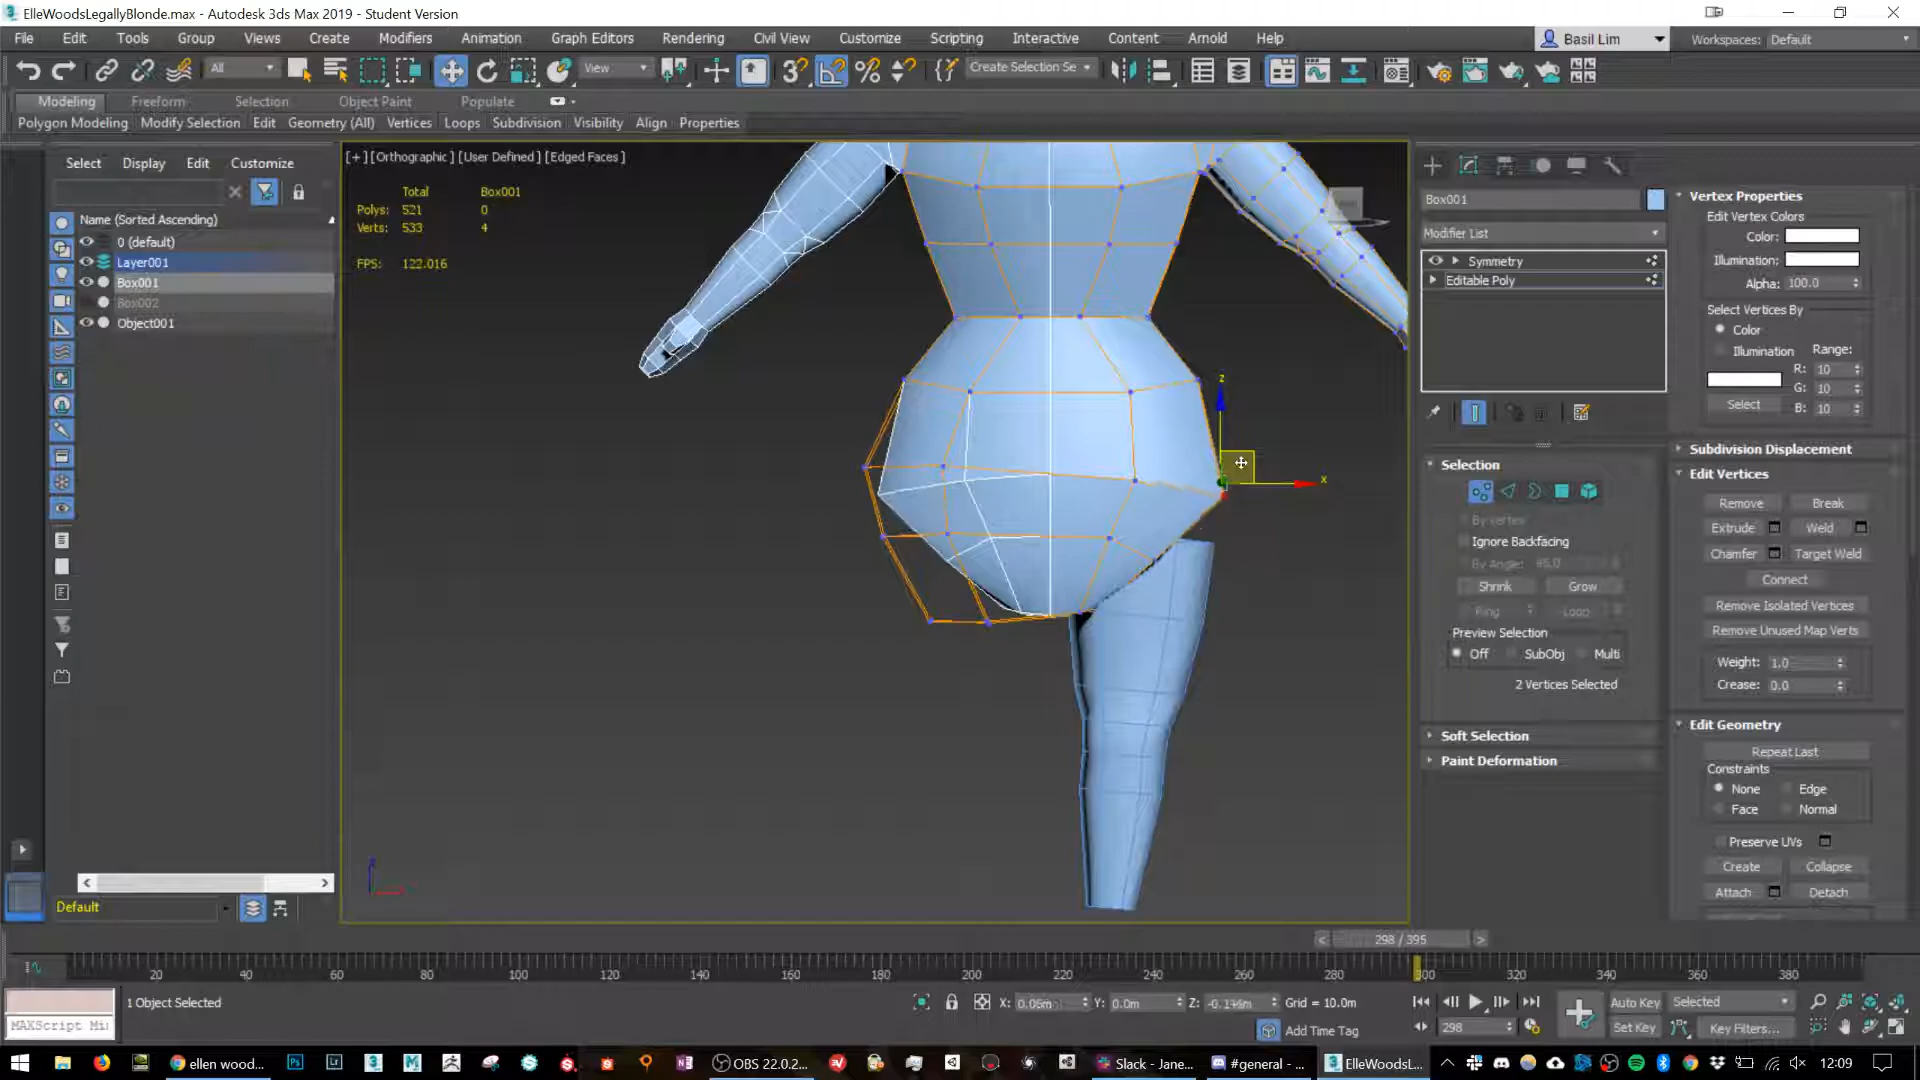 ElleWoodsLegallyBlonde.max - Autodesk 3ds Max 2019 - Student Version
File Edit Tools Group Views Create Modifiers Animation Graph Editors Rendering Civil View Customize Scripting Interactive Content Arnold Help
Basil Lim
Workspaces: Default
All
View
Create Selection Se
Modeling Freeform Selection Object Paint Populate
Polygon Modeling Modify Selection Edit Geometry (All) Vertices Loops Subdivision Visibility Align Properties
Select Display Edit Customize
Name (Sorted Ascending)
0 (default)
Layer001
Box001
Box002
Object001
Default
[+] [Orthographic] [User Defined] [Edged Faces]
Total Box001
Polys: 521 0
Verts: 533 4
FPS: 122.016
z
x
Box001
Modifier List
Symmetry
Editable Poly
Selection
By vertex
Ignore Backfacing
By Angle: 45.0
Shrink Grow
Ring Loop
Preview Selection
Off SubObj Multi
2 Vertices Selected
Soft Selection
Paint Deformation
Vertex Properties
Edit Vertex Colors
Color:
Illumination:
Alpha: 100.0
Select Vertices By
Color
Illumination Range:
R: 10
G: 10
B: 10
Select
Subdivision Displacement
Edit Vertices
Remove Break
Extrude Weld
Chamfer Target Weld
Connect
Remove Isolated Vertices
Remove Unused Map Verts
Weight: 1.0
Crease: 0.0
Edit Geometry
Repeat Last
Constraints
None Edge
Face Normal
Preserve UVs
Create Collapse
Attach Detach
298 / 395
20 40 60 80 100 120 140 160 180 200 220 240 260 280 300 320 340 360 380
1 Object Selected
MAXScript Mi
X: 0.06m Y: 0.0m Z: Grid = 10.0m
Add Time Tag
298
Auto Key Selected
Set Key Key Filters...
ellen wood...
OBS 22.0.2...
Slack - Jane...
#general - ...
ElleWoodsL...
12:09